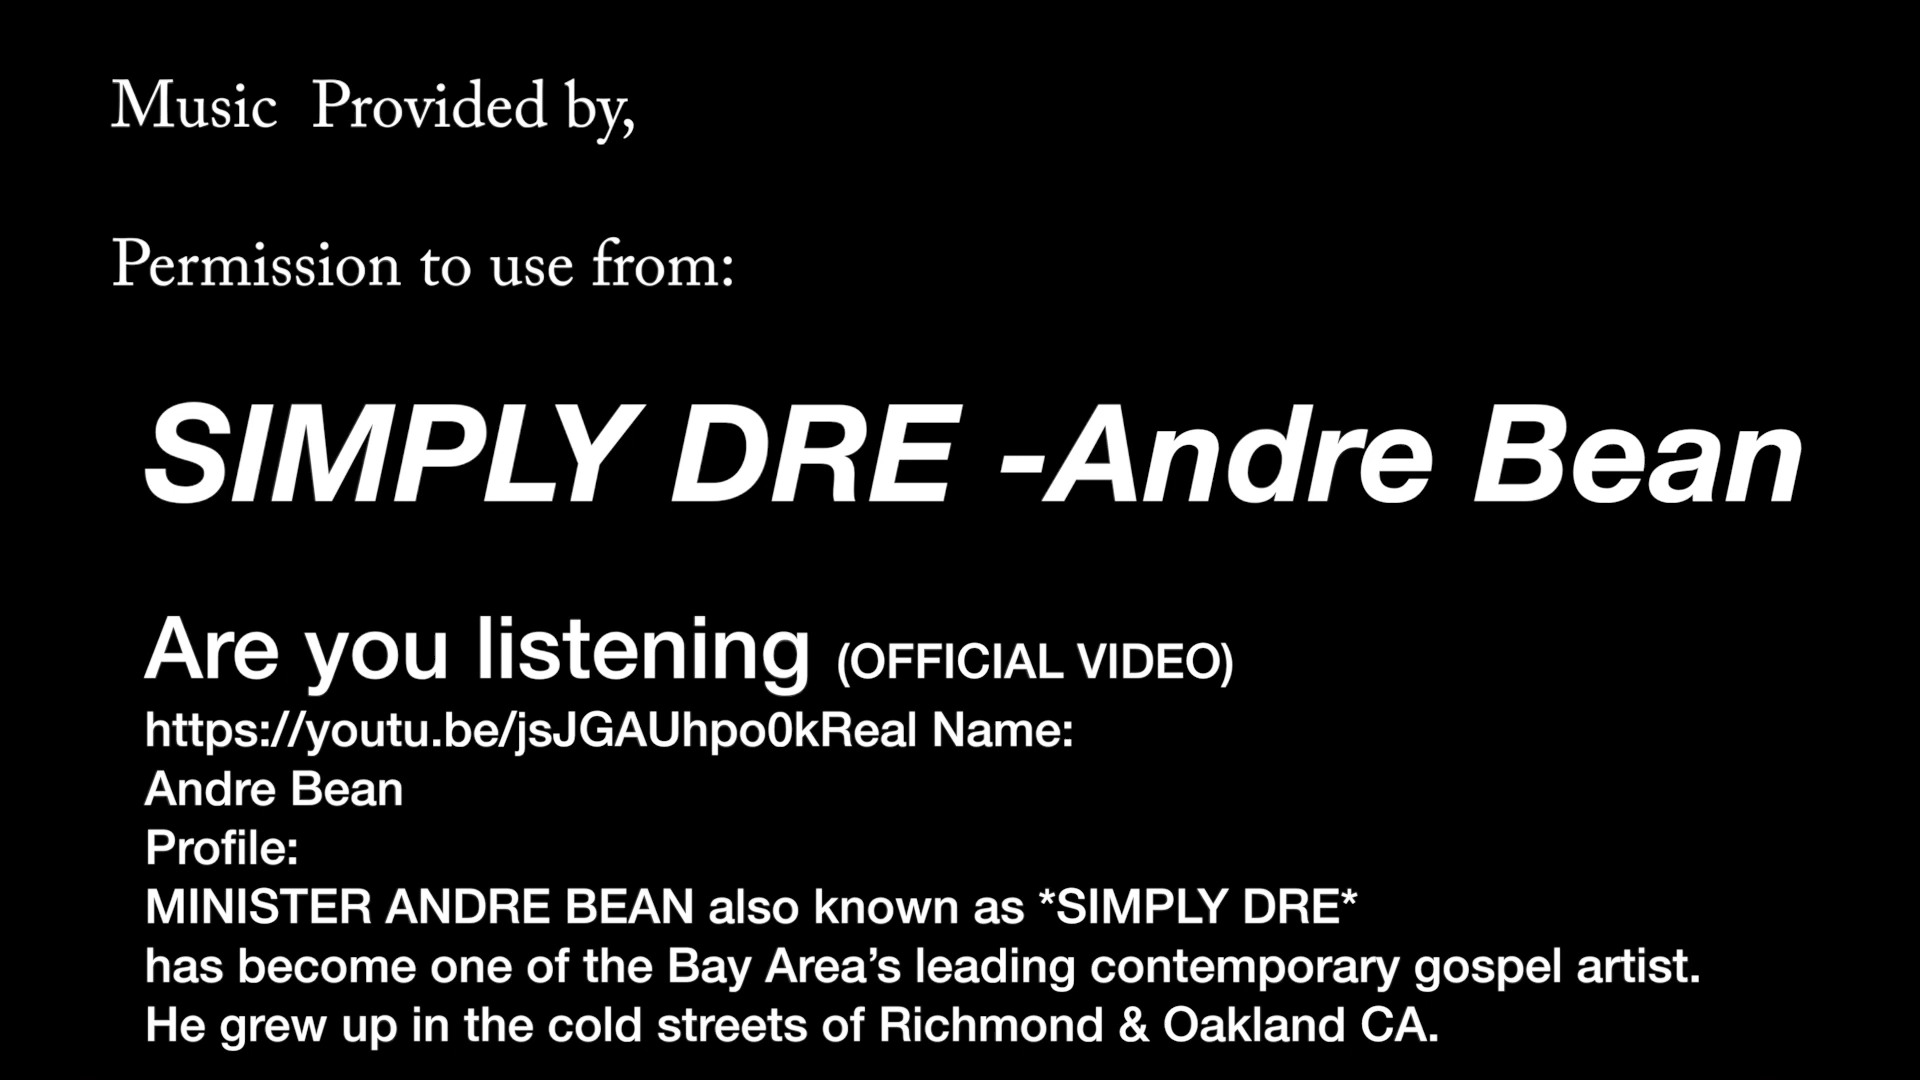 Music  Provided by,
Permission to use from:
SIMPLY DRE -Andre Bean
Are you listening (OFFICIAL VIDEO)
https://youtu.be/jsJGAUhpo0kReal Name:
Andre Bean
Profile:
MINISTER ANDRE BEAN also known as *SIMPLY DRE*
has become one of the Bay Area’s leading contemporary gospel artist.
He grew up in the cold streets of Richmond & Oakland CA.